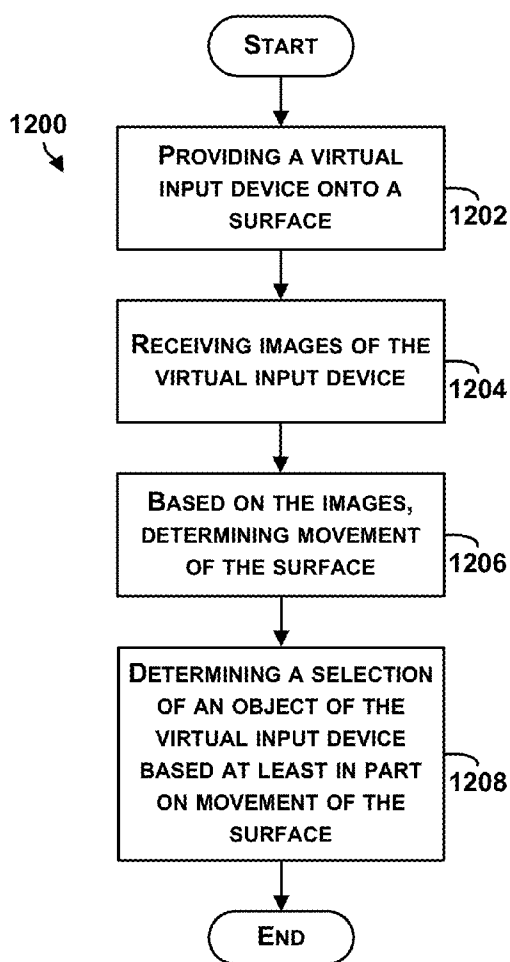 START
1200
PROVIDING A VIRTUAL
INPUT DEVICE ONTO A
SURFACE
1202
RECEIVING IMAGES OF THE
VIRTUAL INPUT DEVICE
1204
BASED ON THE IMAGES,
DETERMINING MOVEMENT
OF THE SURFACE
1206
DETERMINING A SELECTION
OF AN OBJECT OF THE
VIRTUAL INPUT DEVICE
BASED AT LEAST IN PART
ON MOVEMENT OF THE
SURFACE
1208
END